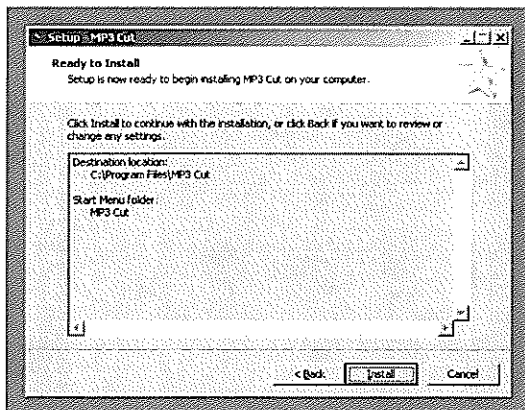 Setup - MP3 Cut
Ready to Install
Setup is now ready to begin installing MP3 Cut on your computer.
Click Install to continue with the installation, or click Back if you want to review or
change any settings.
Destination location:
C:\Program Files\MP3 Cut
Start Menu folder:
MP3 Cut
< Back
Install
Cancel